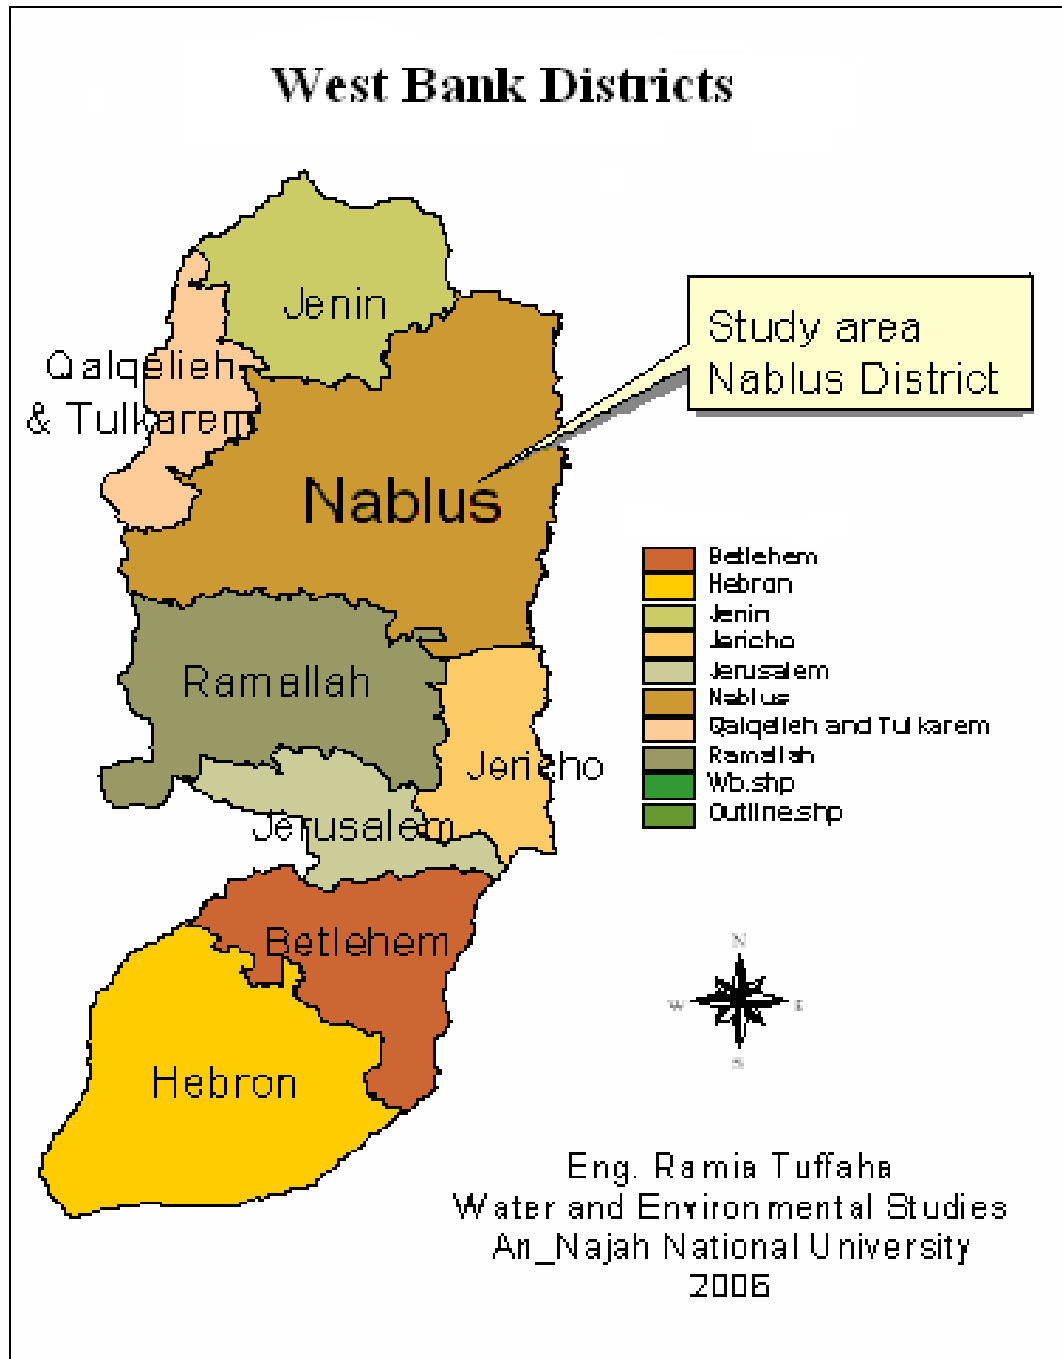 West Bank Districts
Jenin
Qalqelieh
& Tulkarem
Study area
Nablus District
Nablus
Ramallah
Jericho
Jerusalem
Betlehem
Hebron
Betlehem
Hebron
Jenin
Jericho
Jerusalem
Nablus
Qalqelieh and Tulkarem
Ramallah
Wb.shp
Outline.shp
N
W
E
S
Eng. Ramia Tuffaha
Water and Environmental Studies
An_Najah National University
2006